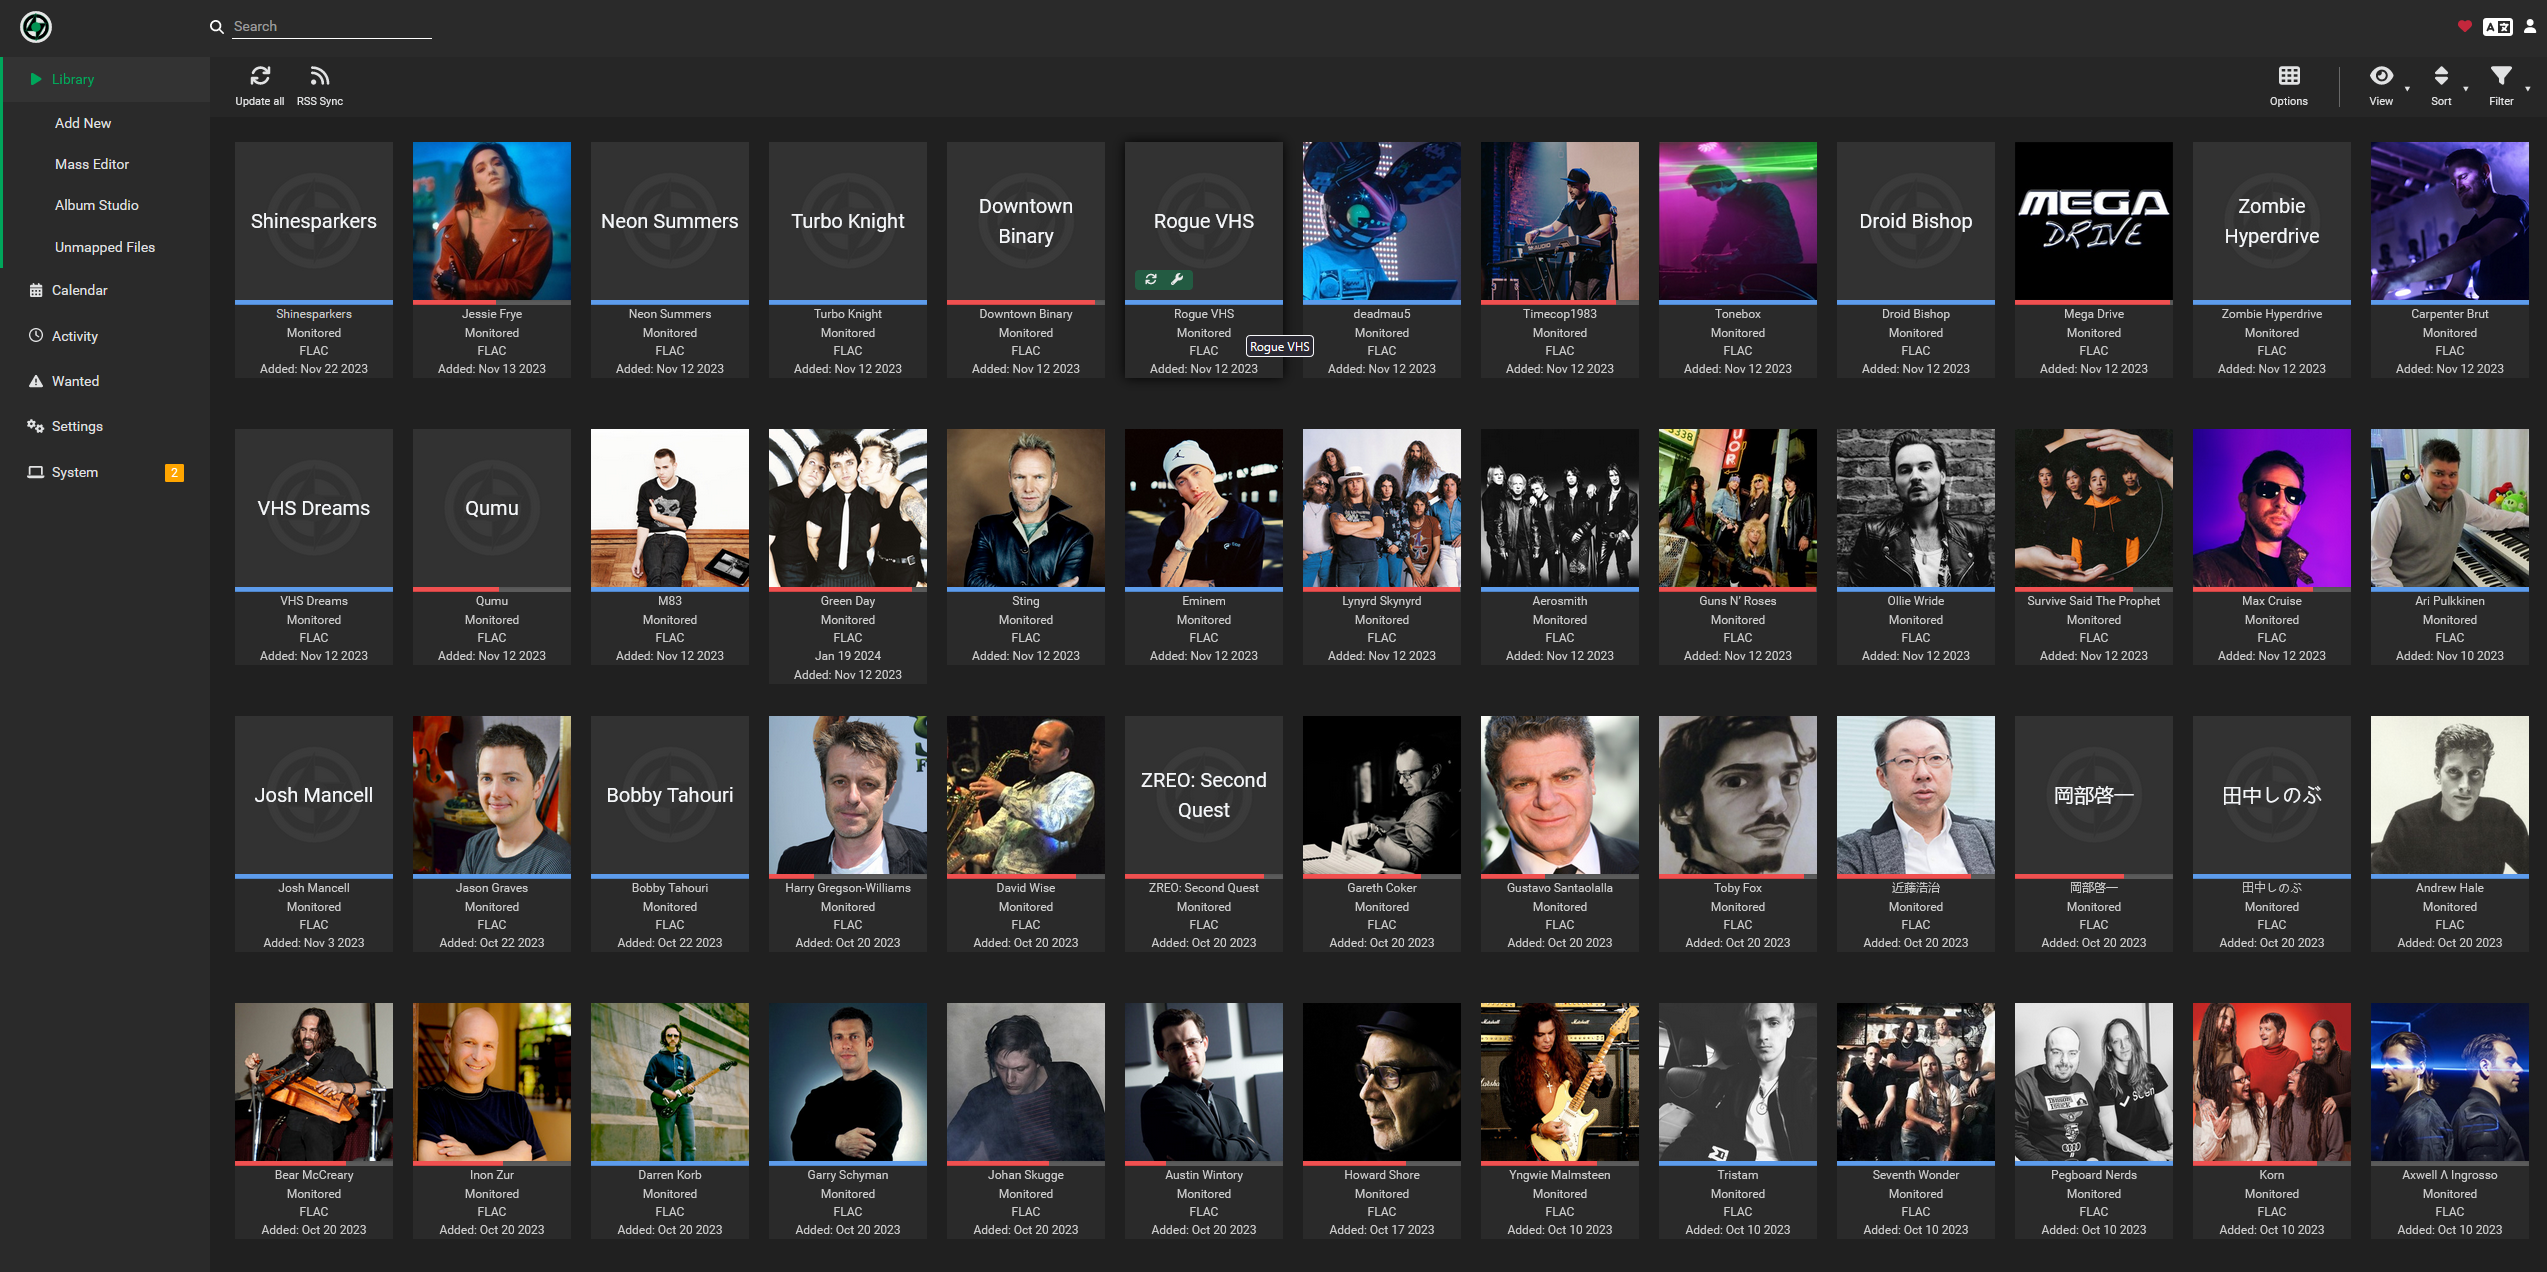 Search
Library
Add New
Mass Editor
Album Studio
Unmapped Files
Calendar
Activity
Wanted
Settings
System 2
Update all RSS Sync Options View Sort Filter
Shinesparkers Neon Summers Turbo Knight Downtown Binary Rogue VHS Droid Bishop MEGA DRIVE Zombie Hyperdrive
Shinesparkers Jessie Frye Neon Summers Turbo Knight Downtown Binary Rogue VHS deadmau5 Timecop1983 Tonebox Droid Bishop Mega Drive Zombie Hyperdrive Carpenter Brut
Monitored Monitored Monitored Monitored Monitored Monitored Monitored Monitored Monitored Monitored Monitored Monitored Monitored
Rogue VHS
FLAC FLAC FLAC FLAC FLAC FLAC FLAC FLAC FLAC FLAC FLAC FLAC FLAC
Added: Nov 22 2023 Added: Nov 13 2023 Added: Nov 12 2023 Added: Nov 12 2023 Added: Nov 12 2023 Added: Nov 12 2023 Added: Nov 12 2023 Added: Nov 12 2023 Added: Nov 12 2023 Added: Nov 12 2023 Added: Nov 12 2023 Added: Nov 12 2023 Added: Nov 12 2023
VHS Dreams Qumu
VHS Dreams Qumu M83 Green Day Sting Eminem Lynyrd Skynyrd Aerosmith Guns N’ Roses Ollie Wride Survive Said The Prophet Max Cruise Ari Pulkkinen
Monitored Monitored Monitored Monitored Monitored Monitored Monitored Monitored Monitored Monitored Monitored Monitored Monitored
FLAC FLAC FLAC FLAC FLAC FLAC FLAC FLAC FLAC FLAC FLAC FLAC FLAC
Added: Nov 12 2023 Added: Nov 12 2023 Added: Nov 12 2023 Jan 19 2024 Added: Nov 12 2023 Added: Nov 12 2023 Added: Nov 12 2023 Added: Nov 12 2023 Added: Nov 12 2023 Added: Nov 12 2023 Added: Nov 12 2023 Added: Nov 12 2023 Added: Nov 10 2023
Added: Nov 12 2023
Josh Mancell Bobby Tahouri ZREO: Second Quest 岡部啓一 田中しのぶ
Josh Mancell Jason Graves Bobby Tahouri Harry Gregson-Williams David Wise ZREO: Second Quest Gareth Coker Gustavo Santaolalla Toby Fox 近藤浩治 岡部啓一 田中しのぶ Andrew Hale
Monitored Monitored Monitored Monitored Monitored Monitored Monitored Monitored Monitored Monitored Monitored Monitored Monitored
FLAC FLAC FLAC FLAC FLAC FLAC FLAC FLAC FLAC FLAC FLAC FLAC FLAC
Added: Nov 3 2023 Added: Oct 22 2023 Added: Oct 22 2023 Added: Oct 20 2023 Added: Oct 20 2023 Added: Oct 20 2023 Added: Oct 20 2023 Added: Oct 20 2023 Added: Oct 20 2023 Added: Oct 20 2023 Added: Oct 20 2023 Added: Oct 20 2023 Added: Oct 20 2023
Bear McCreary Inon Zur Darren Korb Garry Schyman Johan Skugge Austin Wintory Howard Shore Yngwie Malmsteen Tristam Seventh Wonder Pegboard Nerds Korn Axwell Λ Ingrosso
Monitored Monitored Monitored Monitored Monitored Monitored Monitored Monitored Monitored Monitored Monitored Monitored Monitored
FLAC FLAC FLAC FLAC FLAC FLAC FLAC FLAC FLAC FLAC FLAC FLAC FLAC
Added: Oct 20 2023 Added: Oct 20 2023 Added: Oct 20 2023 Added: Oct 20 2023 Added: Oct 20 2023 Added: Oct 20 2023 Added: Oct 17 2023 Added: Oct 10 2023 Added: Oct 10 2023 Added: Oct 10 2023 Added: Oct 10 2023 Added: Oct 10 2023 Added: Oct 10 2023